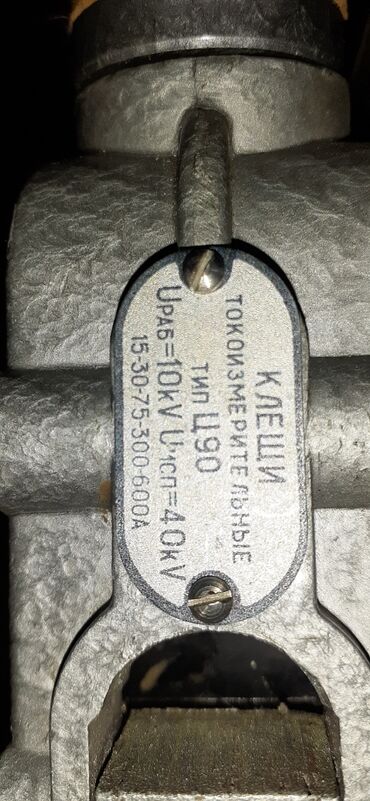 КЛЕЩИ
ТОКОИЗМЕРИТЕЛЬНЫЕ
ТИП Ц90
UРАБ=10kV Uисп=40kV
15-30-75-300-600А